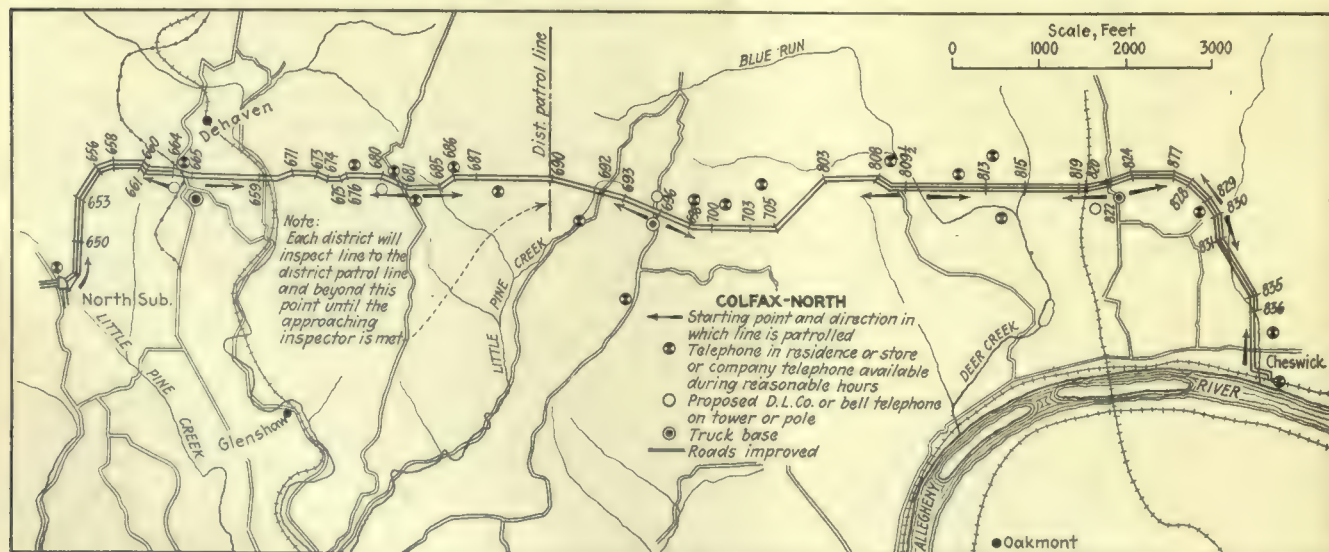 Scale, Feet
0 1000 2000 3000
BLUE RUN
Dist. patrol line
Dehaven
656
658
660
661
664
665
669
671
673
674
675
676
680
681
685
686
687
690
692
693
696
698
700
703
705
803
808
809½
813
815
819
820
822
824
877
828
829
830
831
835
836
653
650
North Sub.
LITTLE PINE CREEK
Glenshaw
Note:
Each district will
inspect line to the
district patrol line
and beyond this
point until the
approaching
inspector is met
LITTLE PINE CREEK
COLFAX-NORTH
Starting point and direction in
which line is patrolled
Telephone in residence or store
or company telephone available
during reasonable hours
Proposed D.L.Co. or bell telephone
on tower or pole
Truck base
Roads improved
DEER CREEK
Cheswick
ALLEGHENY RIVER
Oakmont